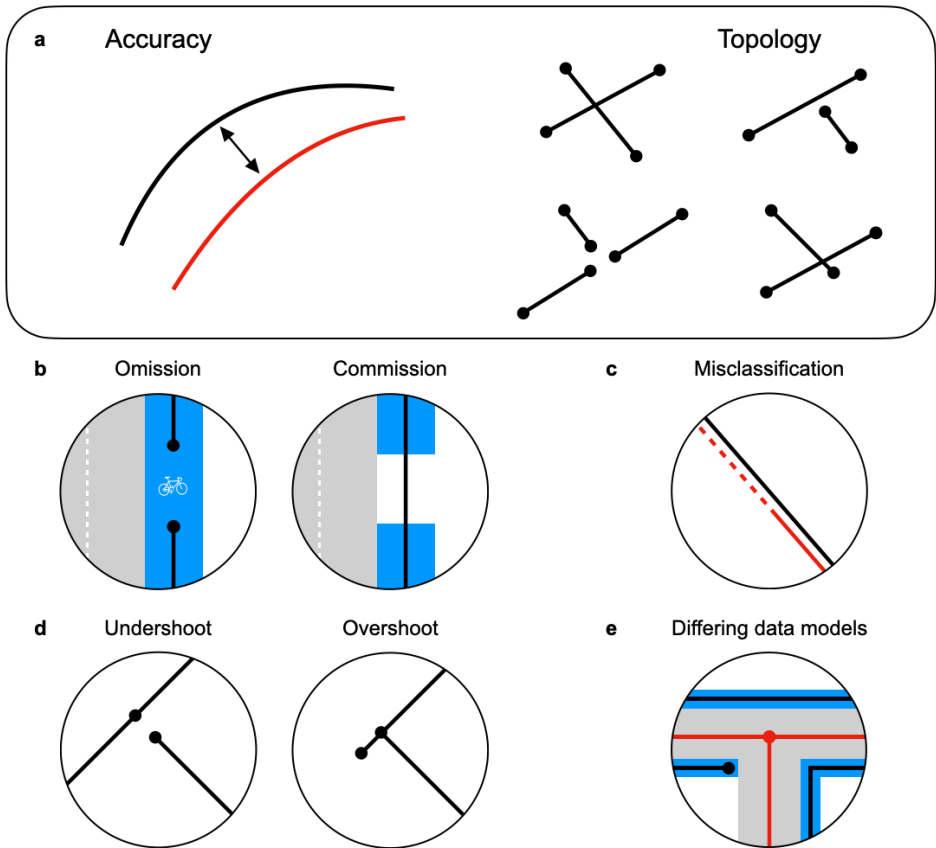 a Accuracy Topology
b Omission Commission c Misclassification
d Undershoot Overshoot e Differing data models